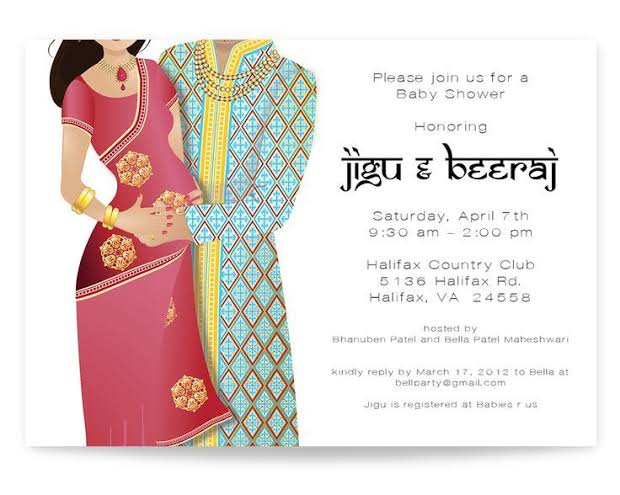 Please join us for a
Baby Shower
Honoring
Jigu & Beeraj
Saturday, April 7th
9:30 am - 2:00 pm
Halifax Country Club
5136 Halifax Rd.
Halifax, VA 24558
hosted by
Bhanuben Patel and Bella Patel Maheshwari
kindly reply by March 17, 2012 to Bella at
bellparty@gmail.com
Jigu is registered at Babies r us